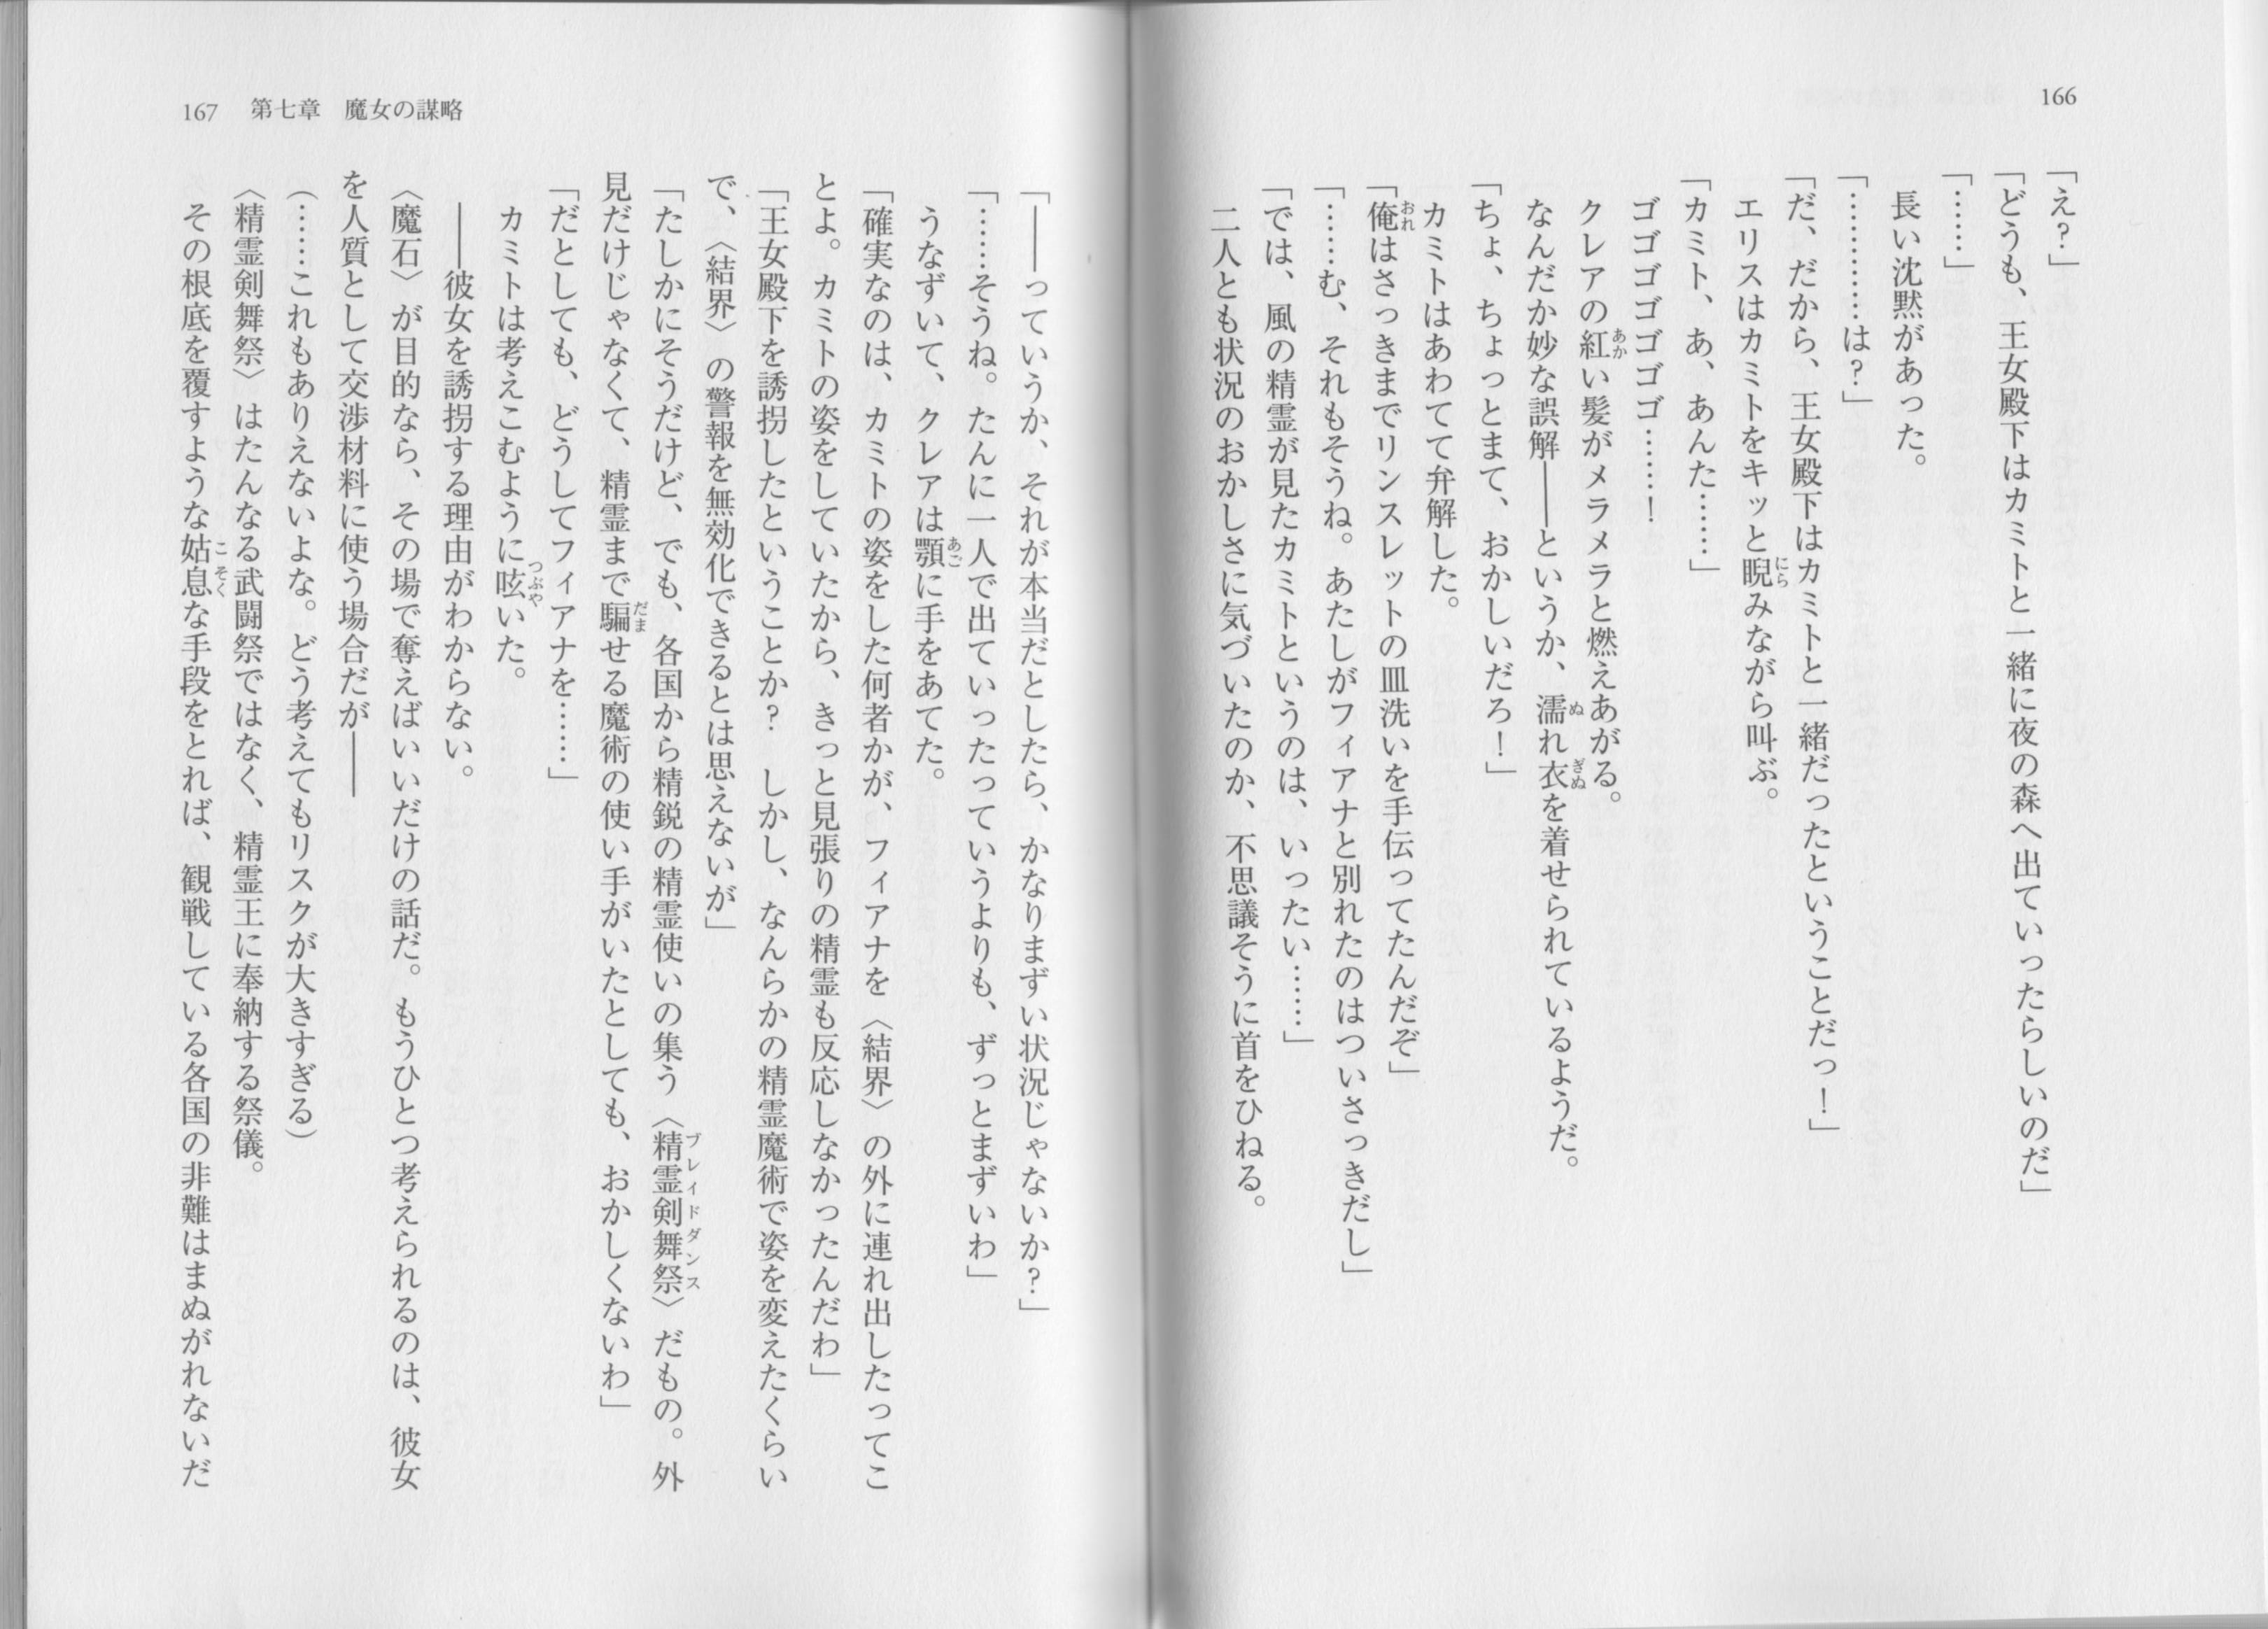 166
「え?」
「どうも、王女殿下はカミトと一緒に夜の森へ出ていったらしいのだ」
「……」
長い沈黙があった。
「…………は?」
「だ、だから、王女殿下はカミトと一緒だったということだっ!」
エリスはカミトをキッと睨みながら叫ぶ。
「カミト、あ、あんた……」
ゴゴゴゴゴゴゴ……!
クレアの紅い髪がメラメラと燃えあがる。
なんだか妙な誤解――というか、濡れ衣を着せられているようだ。
「ちょ、ちょっとまて、おかしいだろ!」
カミトはあわてて弁解した。
「俺はさっきまでリンスレットの皿洗いを手伝ってたんだぞ」
「……む、それもそうね。あたしがフィアナと別れたのはついさっきだし」
「では、風の精霊が見たカミトというのは、いったい……」
二人とも状況のおかしさに気づいたのか、不思議そうに首をひねる。
167 第七章 魔女の謀略
「――っていうか、それが本当だとしたら、かなりまずい状況じゃないか?」
「……そうね。たんに一人で出ていったっていうよりも、ずっとまずいわ」
うなずいて、クレアは顎に手をあてた。
「確実なのは、カミトの姿をした何者かが、フィアナを〈結界〉の外に連れ出したってこ
とよ。カミトの姿をしていたから、きっと見張りの精霊も反応しなかったんだわ」
「王女殿下を誘拐したということか? しかし、なんらかの精霊魔術で姿を変えたくらい
で、〈結界〉の警報を無効化できるとは思えないが」
「たしかにそうだけど、でも、各国から精鋭の精霊使いの集う〈精霊剣舞祭〉だもの。外
見だけじゃなくて、精霊まで騙せる魔術の使い手がいたとしても、おかしくないわ」
「だとしても、どうしてフィアナを……」
カミトは考えこむように呟いた。
――彼女を誘拐する理由がわからない。
〈魔石〉が目的なら、その場で奪えばいいだけの話だ。もうひとつ考えられるのは、彼女
を人質として交渉材料に使う場合だが――
(……これもありえないよな。どう考えてもリスクが大きすぎる)
〈精霊剣舞祭〉はたんなる武闘祭ではなく、精霊王に奉納する祭儀。
その根底を覆すような姑息な手段をとれば、観戦している各国の非難はまぬがれないだ